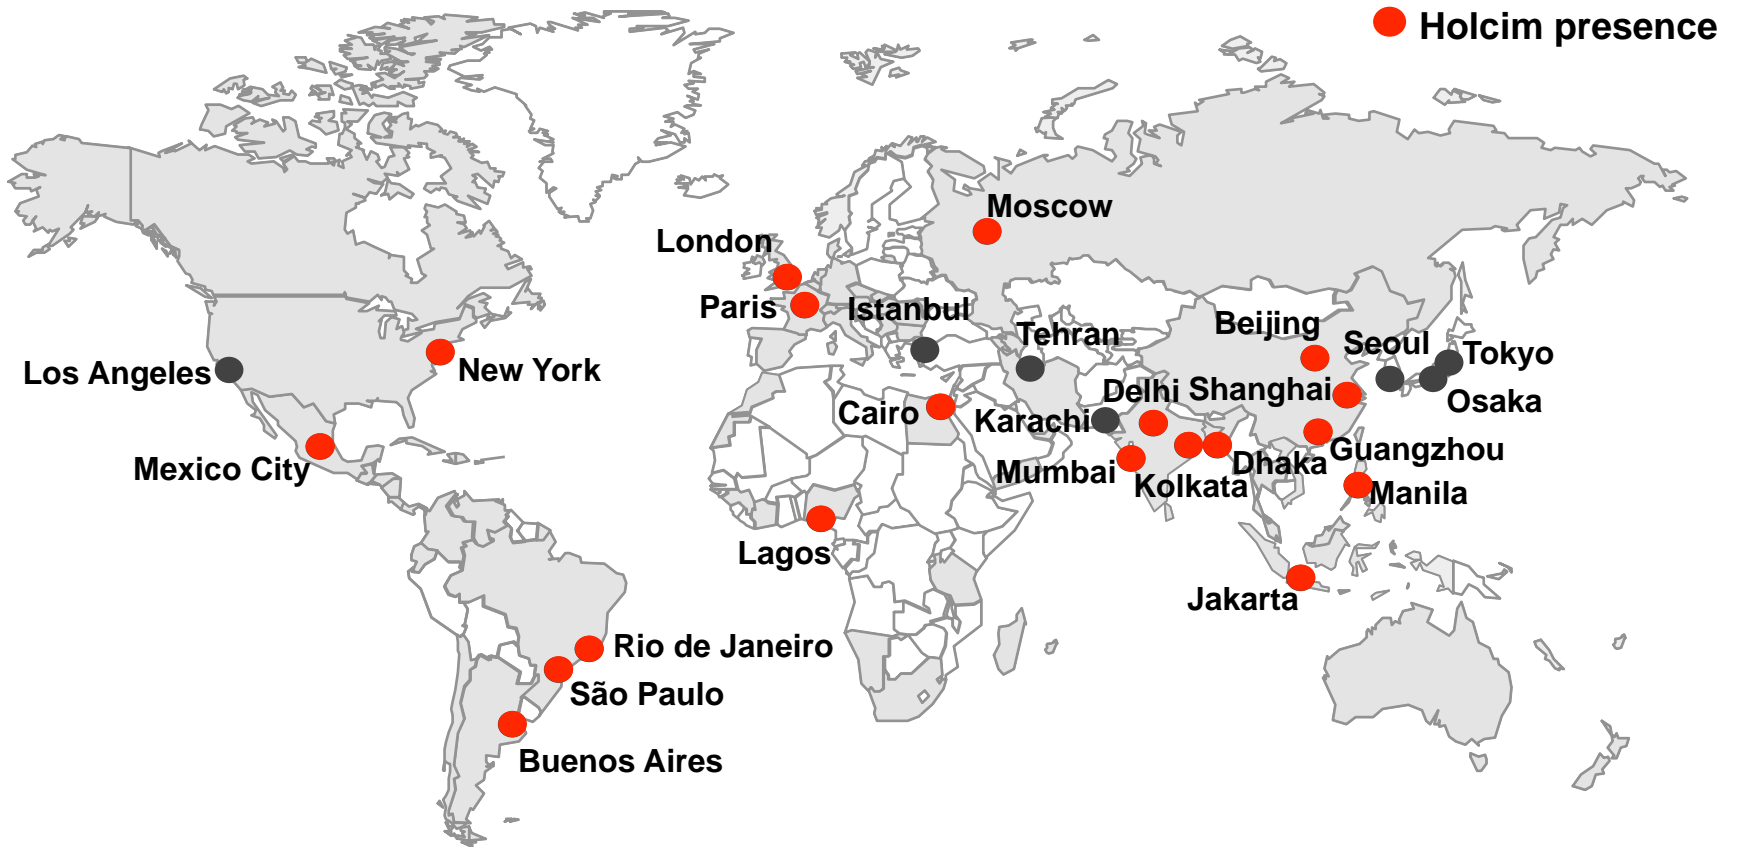 Holcim presence
Moscow
London
Paris
Istanbul
Tehran
Beijing
Seoul
Tokyo
Los Angeles
New York
Delhi
Shanghai
Osaka
Cairo
Karachi
Mexico City
Mumbai
Kolkata
Dhaka
Guangzhou
Manila
Lagos
Jakarta
Rio de Janeiro
São Paulo
Buenos Aires